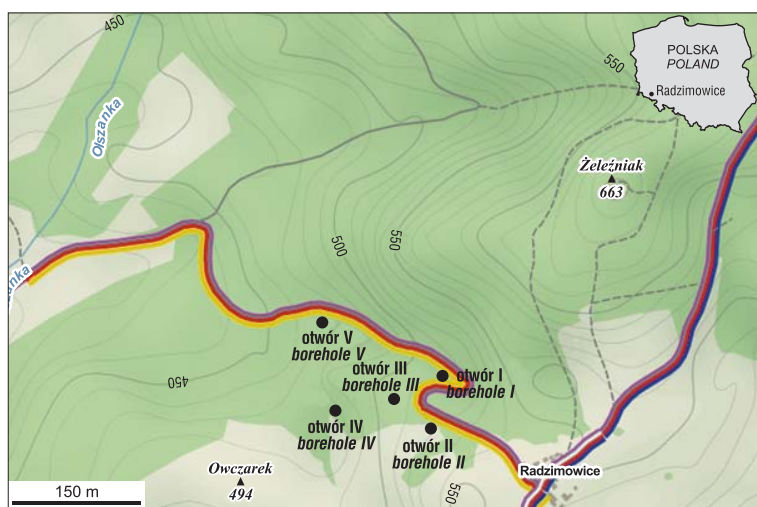 450
550
POLSKA
POLAND
Radzimowice
Olszanka
Żeleźniak
663
500
550
otwór V
borehole V
otwór III
borehole III
otwór I
borehole I
450
otwór IV
borehole IV
otwór II
borehole II
Owczarek
494
Radzimowice
150 m
550